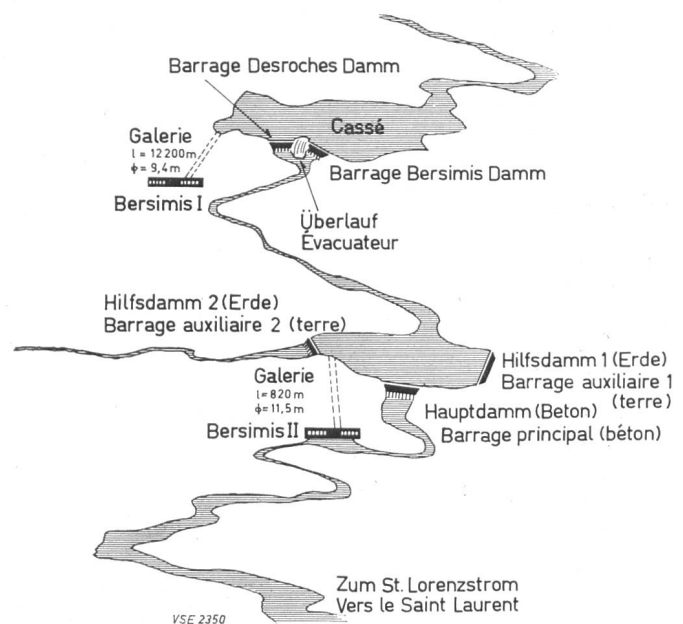 Barrage Desroches Damm
Cassé
Galerie
l = 12 200 m
ϕ = 9,4 m
Barrage Bersimis Damm
Bersimis I
Überlauf
Évacuateur
Hilfsdamm 2 (Erde)
Barrage auxiliaire 2 (terre)
Hilfsdamm 1 (Erde)
Barrage auxiliaire 1
(terre)
Galerie
l = 820 m
ϕ = 11,5 m
Hauptdamm (Beton)
Barrage principal (béton)
Bersimis II
Zum St. Lorenzstrom
Vers le Saint Laurent
VSE 2350